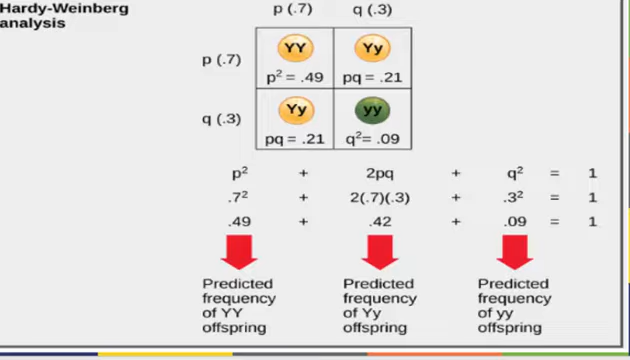 Hardy-Weinberg
analysis
p (.7) q (.3)
p (.7)
YY Yy
p² = .49 pq = .21
q (.3)
Yy yy
pq = .21 q²= .09
p² + 2pq + q² = 1
.7² + 2(.7)(.3) + .3² = 1
.49 + .42 + .09 = 1
Predicted
frequency
of YY
offspring
Predicted
frequency
of Yy
offspring
Predicted
frequency
of yy
offspring